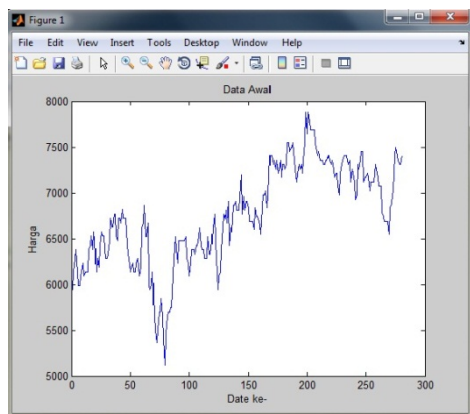 Figure 1
File Edit View Insert Tools Desktop Window Help
Data Awal
8000
7500
7000
6500
6000
5500
5000
Harga
0 50 100 150 200 250 300
Date ke-